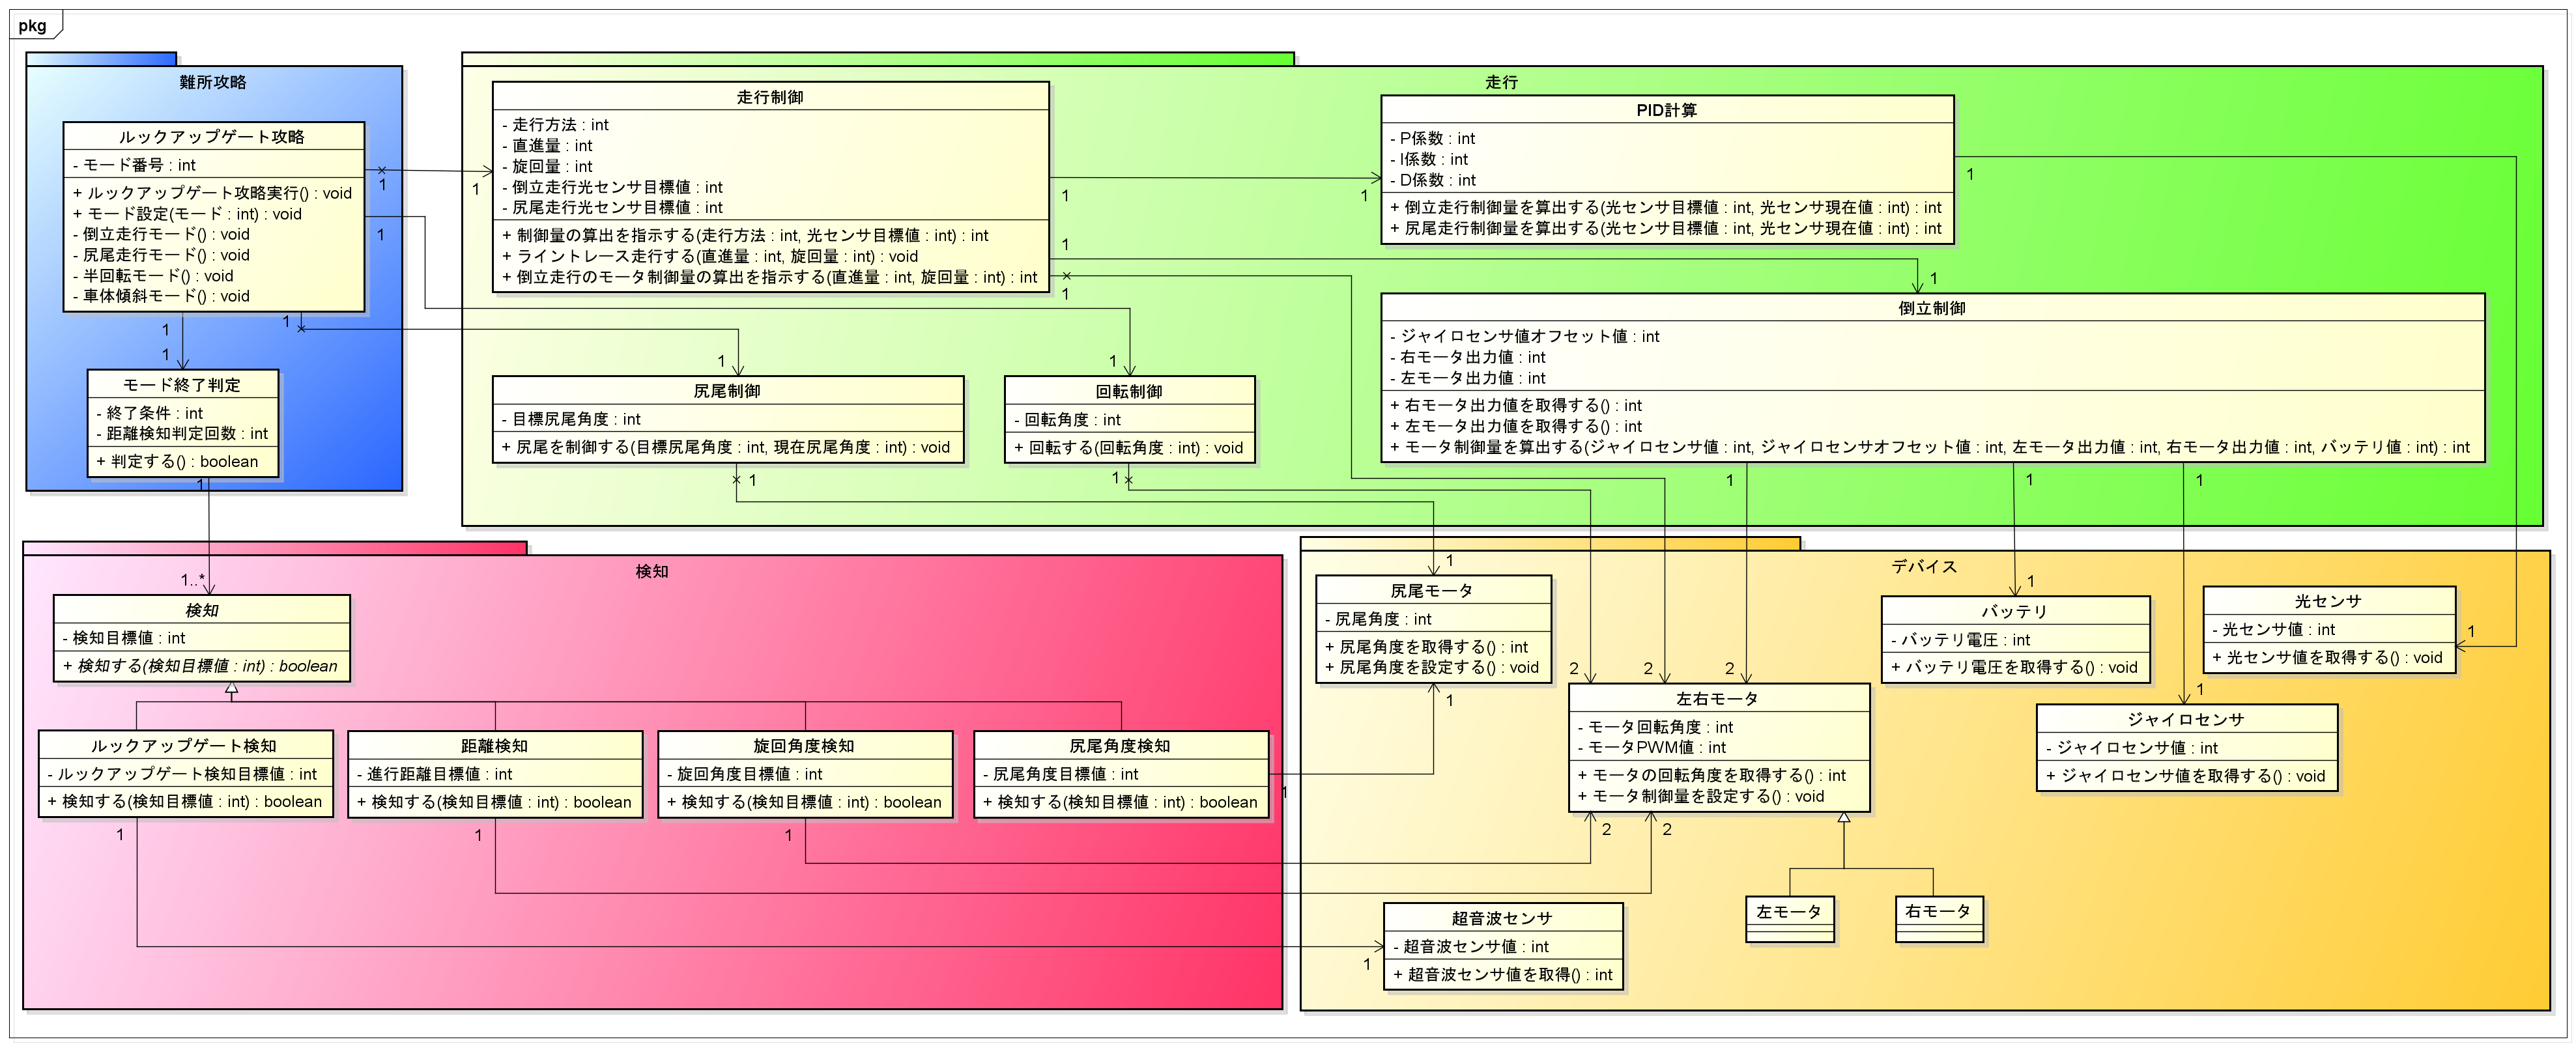 pkg
難所攻略
ルックアップゲート攻略
- モード番号 : int
+ ルックアップゲート攻略実行() : void
+ モード設定(モード : int) : void
- 倒立走行モード() : void
- 尻尾走行モード() : void
- 半回転モード() : void
- 車体傾斜モード() : void
1
1
1
1
1
モード終了判定
- 終了条件 : int
- 距離検知判定回数 : int
+ 判定する() : boolean
1
走行
走行制御
- 走行方法 : int
- 直進量 : int
- 旋回量 : int
- 倒立走行光センサ目標値 : int
- 尻尾走行光センサ目標値 : int
+ 制御量の算出を指示する(走行方法 : int, 光センサ目標値 : int) : int
+ ライントレース走行する(直進量 : int, 旋回量 : int) : void
+ 倒立走行のモータ制御量の算出を指示する(直進量 : int, 旋回量 : int) : int
1
1
1
1
1
PID計算
- P係数 : int
- I係数 : int
- D係数 : int
+ 倒立走行制御量を算出する(光センサ目標値 : int, 光センサ現在値 : int) : int
+ 尻尾走行制御量を算出する(光センサ目標値 : int, 光センサ現在値 : int) : int
1
1
倒立制御
- ジャイロセンサ値オフセット値 : int
- 右モータ出力値 : int
- 左モータ出力値 : int
+ 右モータ出力値を取得する() : int
+ 左モータ出力値を取得する() : int
+ モータ制御量を算出する(ジャイロセンサ値 : int, ジャイロセンサオフセット値 : int, 左モータ出力値 : int, 右モータ出力値 : int, バッテリ値 : int) : int
1
1
1
1
尻尾制御
- 目標尻尾角度 : int
+ 尻尾を制御する(目標尻尾角度 : int, 現在尻尾角度 : int) : void
1
1
回転制御
- 回転角度 : int
+ 回転する(回転角度 : int) : void
1
検知
1..*
検知
- 検知目標値 : int
+ 検知する(検知目標値 : int) : boolean
ルックアップゲート検知
- ルックアップゲート検知目標値 : int
+ 検知する(検知目標値 : int) : boolean
1
距離検知
- 進行距離目標値 : int
+ 検知する(検知目標値 : int) : boolean
1
旋回角度検知
- 旋回角度目標値 : int
+ 検知する(検知目標値 : int) : boolean
1
尻尾角度検知
- 尻尾角度目標値 : int
+ 検知する(検知目標値 : int) : boolean
1
デバイス
1
尻尾モータ
- 尻尾角度 : int
+ 尻尾角度を取得する() : int
+ 尻尾角度を設定する() : void
1
2
2
2
左右モータ
- モータ回転角度 : int
- モータPWM値 : int
+ モータの回転角度を取得する() : int
+ モータ制御量を設定する() : void
2
2
1
バッテリ
- バッテリ電圧 : int
+ バッテリ電圧を取得する() : void
光センサ
- 光センサ値 : int
+ 光センサ値を取得する() : void
1
1
ジャイロセンサ
- ジャイロセンサ値 : int
+ ジャイロセンサ値を取得する() : void
左モータ
右モータ
超音波センサ
- 超音波センサ値 : int
+ 超音波センサ値を取得() : int
1